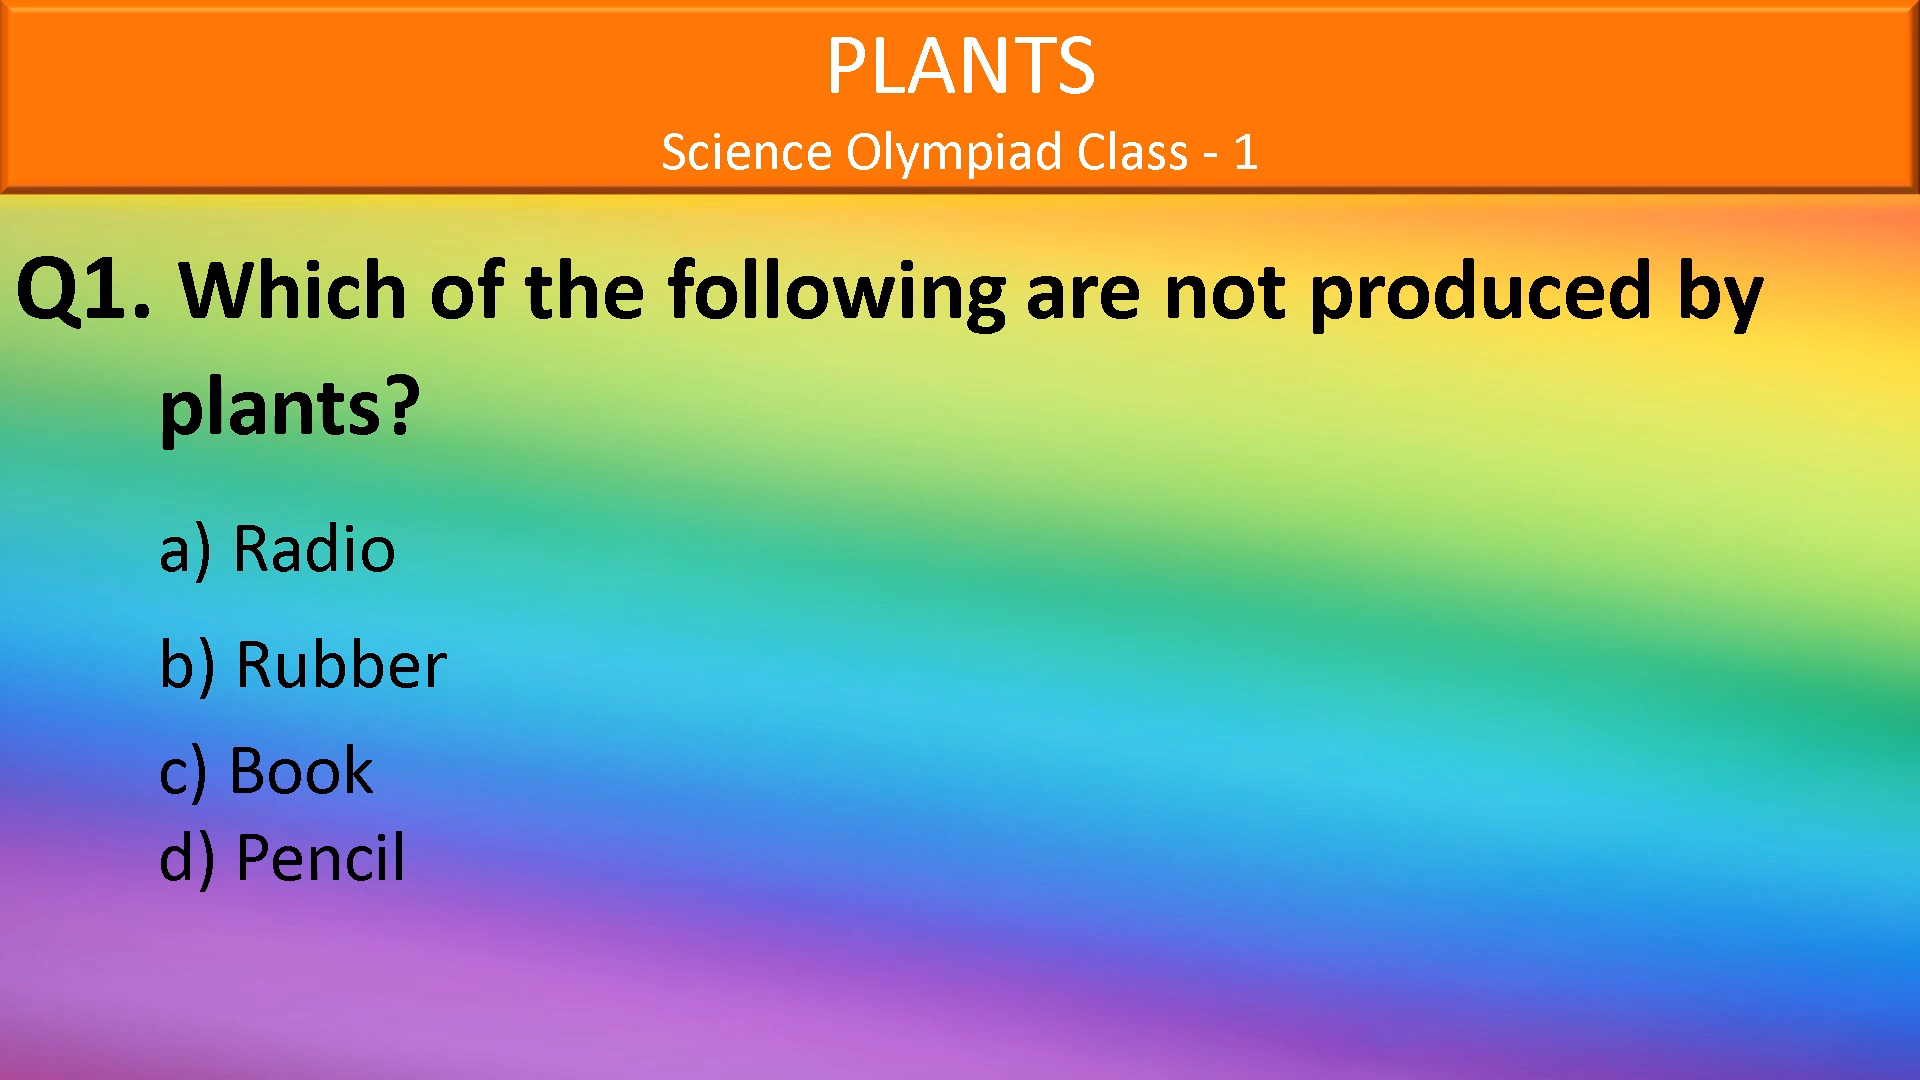 PLANTS
Science Olympiad Class - 1
Q1. Which of the following are not produced by
plants?
a) Radio
b) Rubber
c) Book
d) Pencil